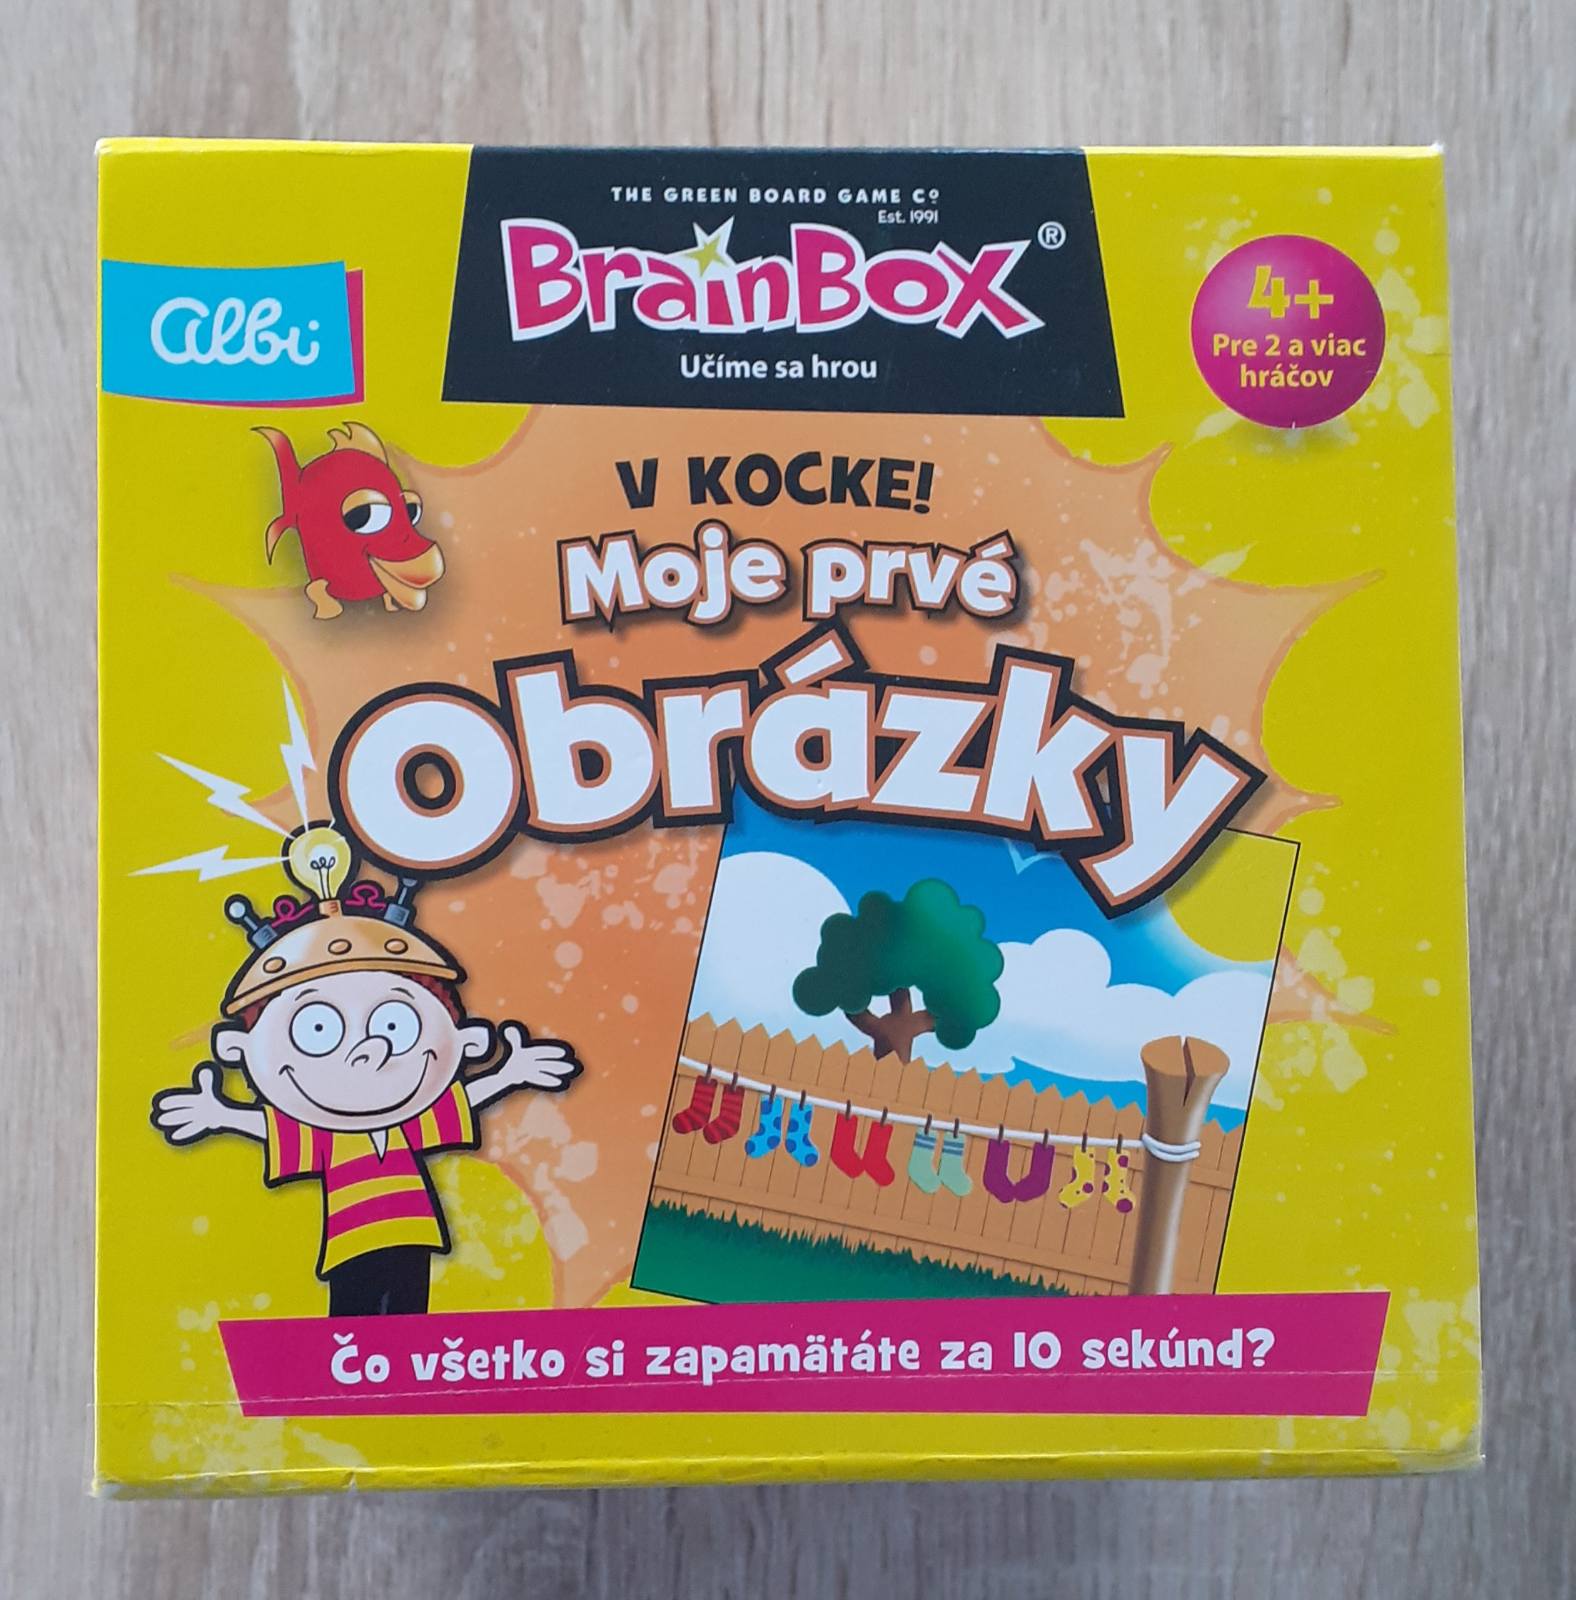 THE GREEN BOARD GAME Cº
Est. 1991
BrainBox®
Učíme sa hrou
albi
4+
Pre 2 a viac
hráčov
V KOCKE!
Moje prvé
Obrázky
Čo všetko si zapamätáte za 10 sekúnd?